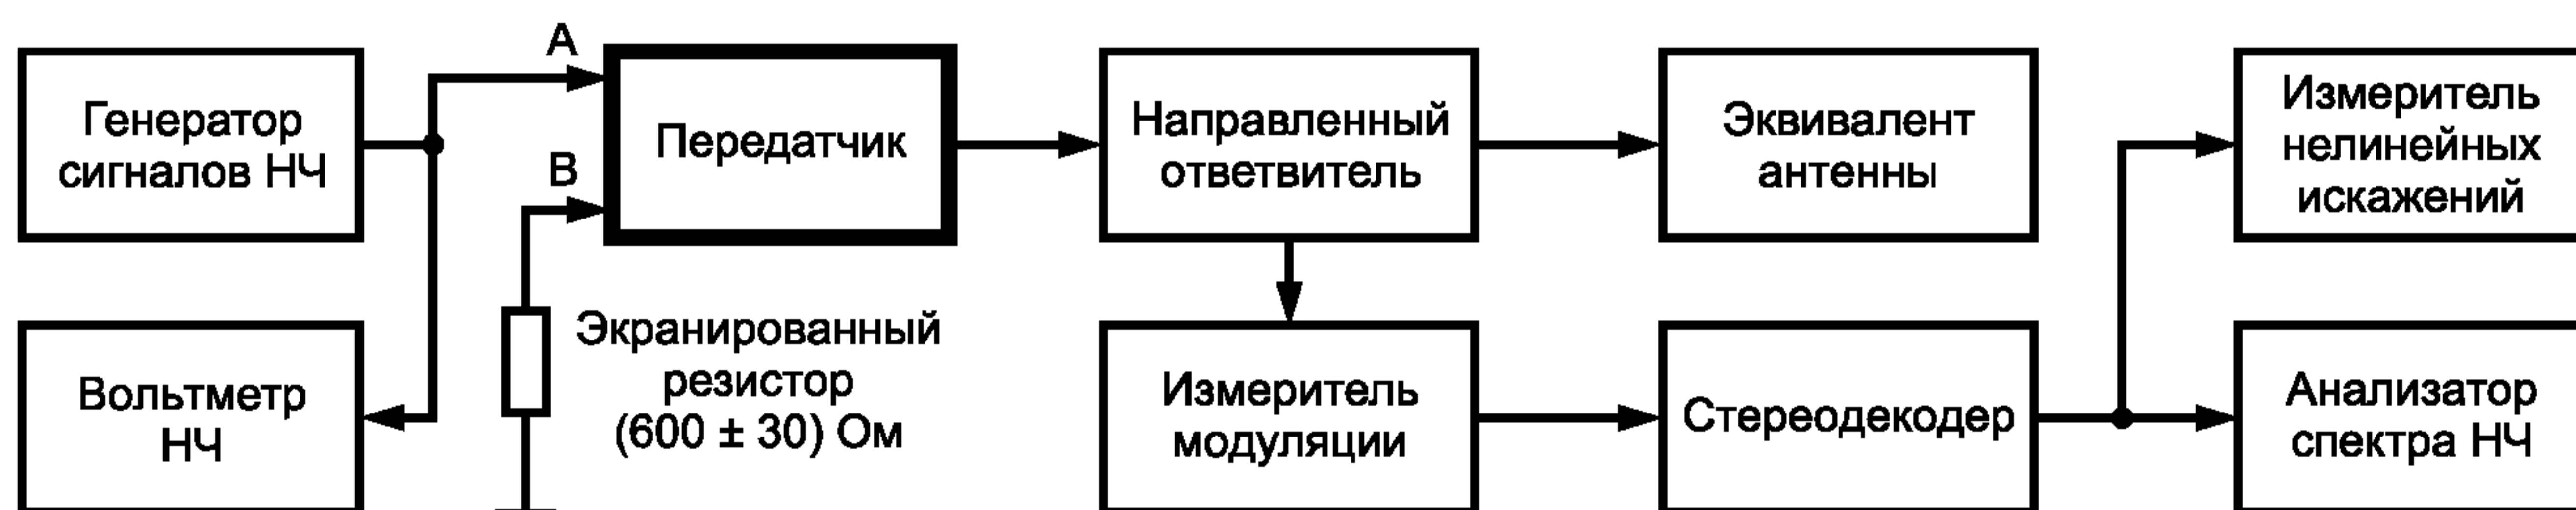 Генератор
сигналов НЧ
A
B
Передатчик
Направленный
ответвитель
Эквивалент
антенны
Измеритель
нелинейных
искажений
Вольтметр
НЧ
Экранированный
резистор
(600 ± 30) Ом
Измеритель
модуляции
Стереодекодер
Анализатор
спектра НЧ